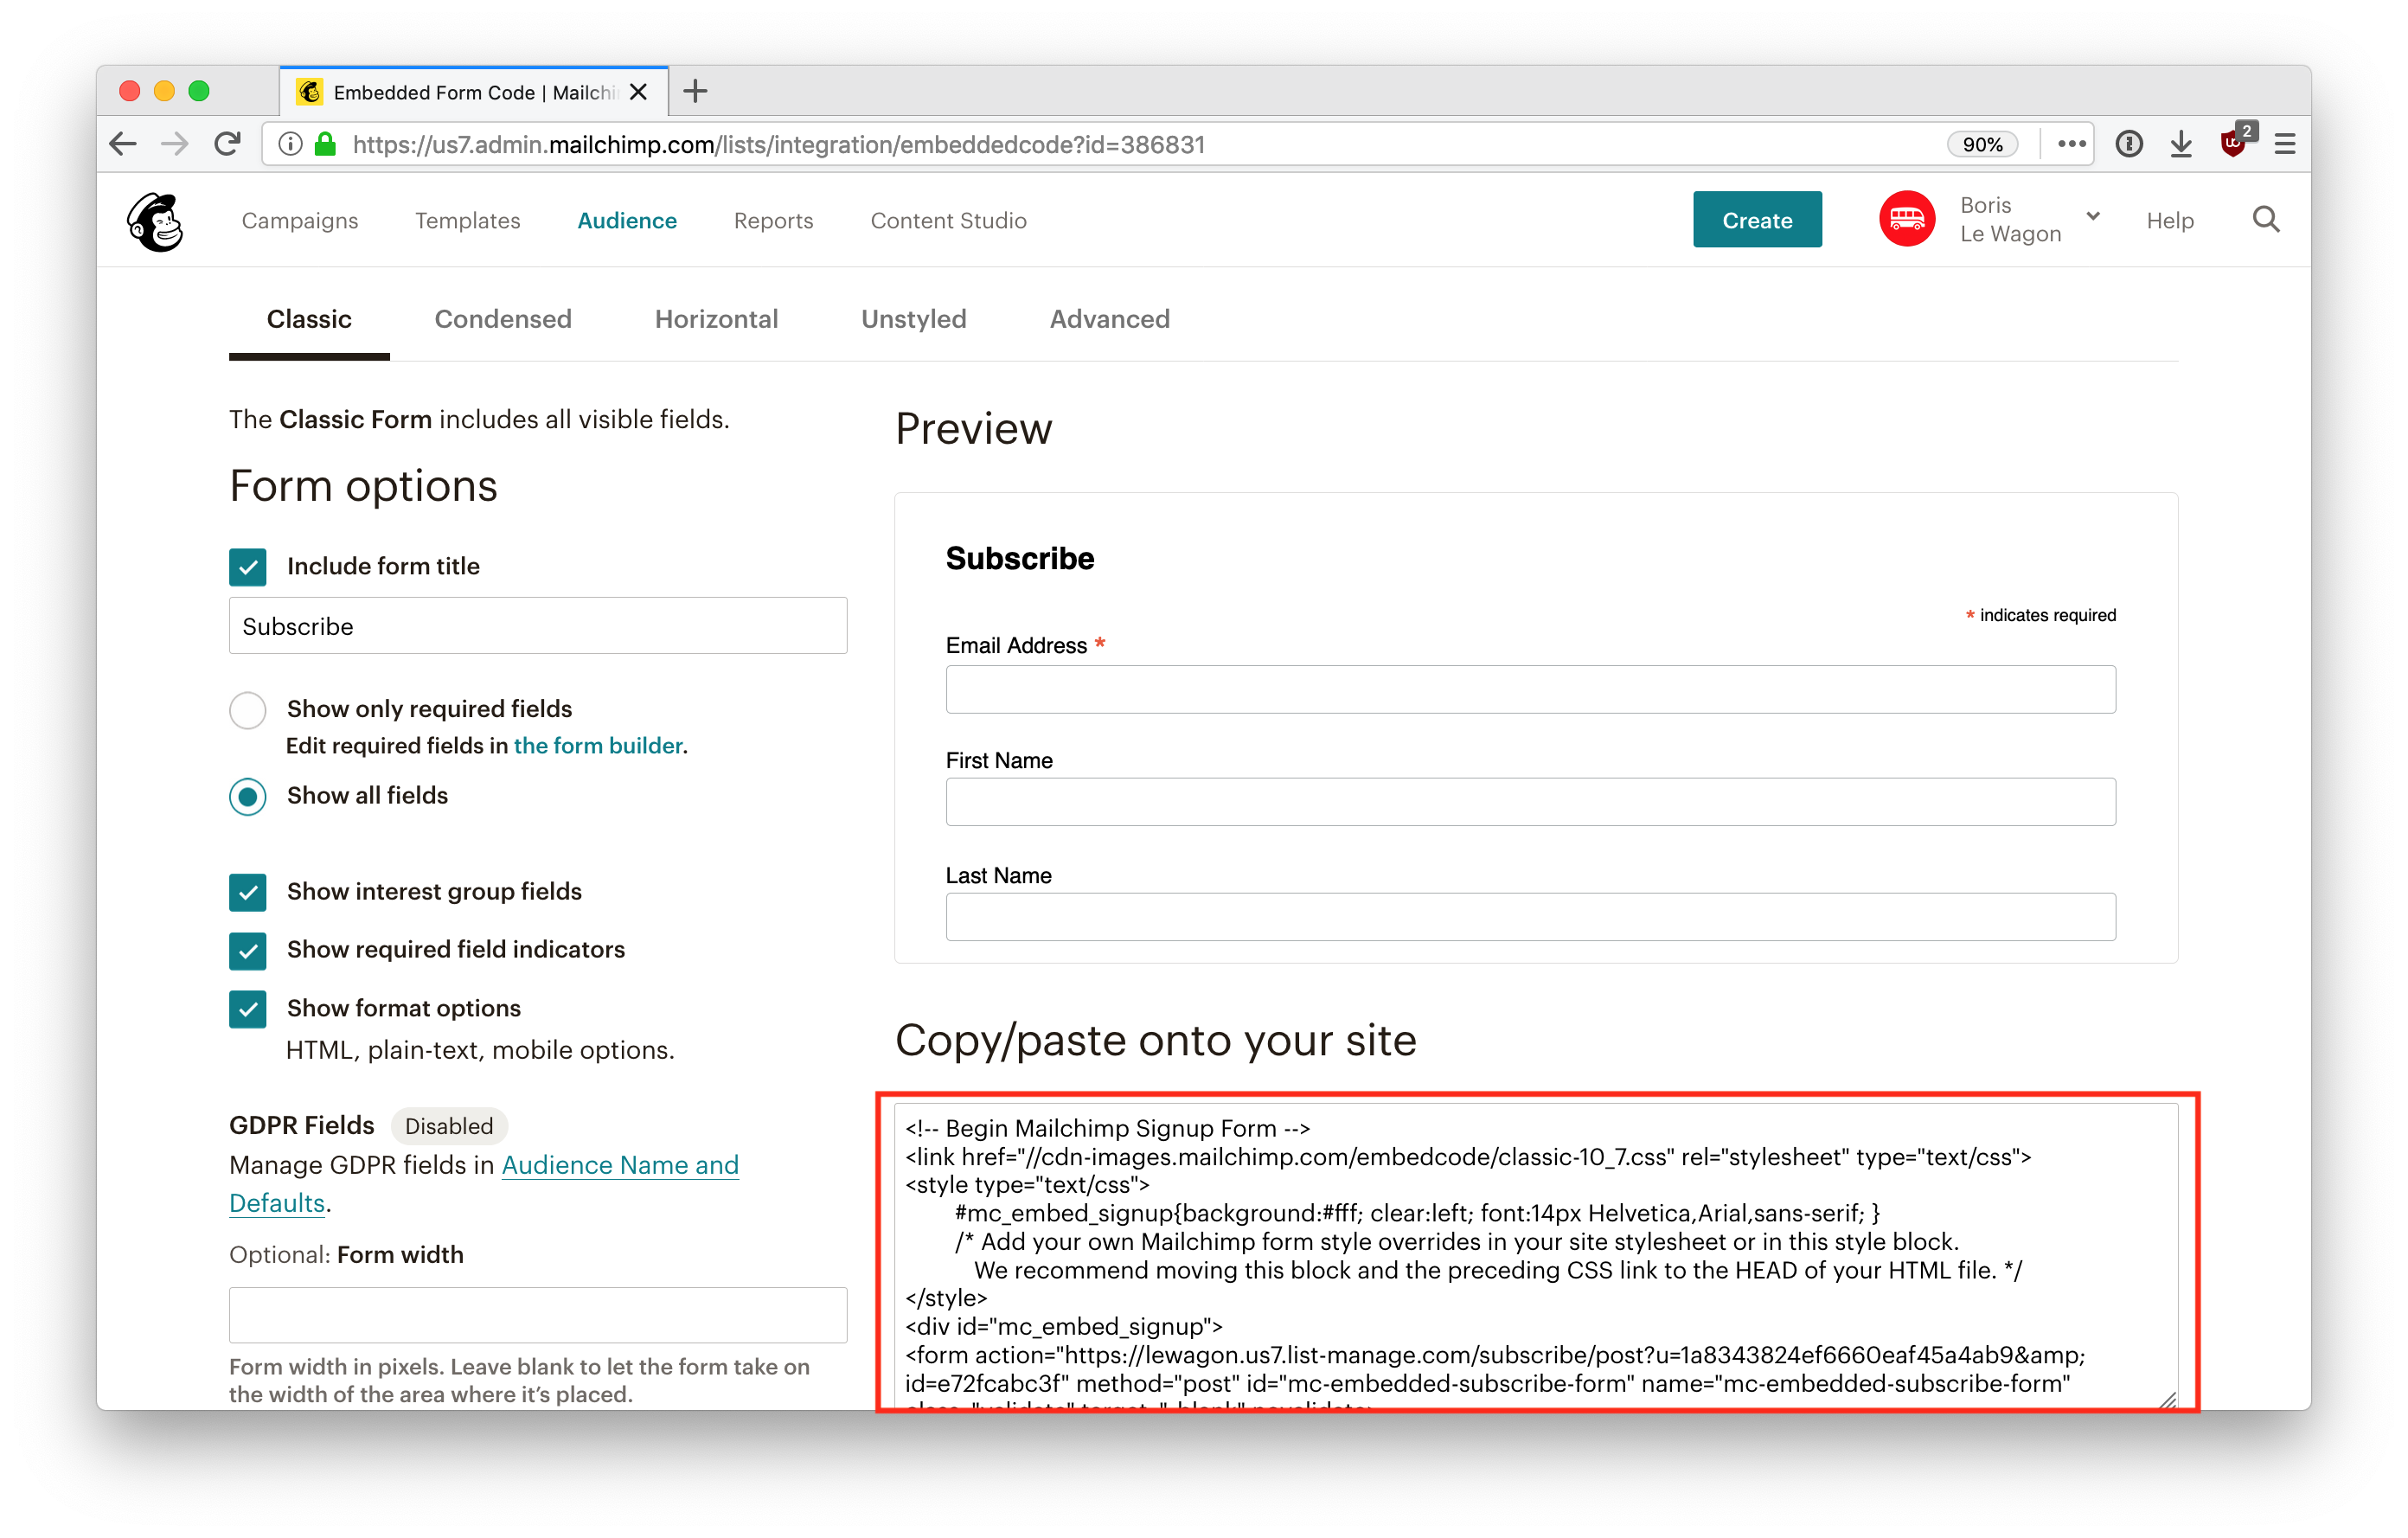 Embedded Form Code | Mailchi
https://us7.admin.mailchimp.com/lists/integration/embeddedcode?id=386831
90%
2
Campaigns
Templates
Audience
Reports
Content Studio
Create
Boris
Le Wagon
Help
Classic
Condensed
Horizontal
Unstyled
Advanced
The Classic Form includes all visible fields.
Form options
Include form title
Subscribe
Show only required fields
Edit required fields in the form builder.
Show all fields
Show interest group fields
Show required field indicators
Show format options
HTML, plain-text, mobile options.
GDPR Fields Disabled
Manage GDPR fields in Audience Name and
Defaults.
Optional: Form width
Form width in pixels. Leave blank to let the form take on
the width of the area where it's placed.
Preview
Subscribe
* indicates required
Email Address *
First Name
Last Name
Copy/paste onto your site
<!-- Begin Mailchimp Signup Form -->
<link href="//cdn-images.mailchimp.com/embedcode/classic-10_7.css" rel="stylesheet" type="text/css">
<style type="text/css">
#mc_embed_signup{background:#fff; clear:left; font:14px Helvetica,Arial,sans-serif; }
/* Add your own Mailchimp form style overrides in your site stylesheet or in this style block.
We recommend moving this block and the preceding CSS link to the HEAD of your HTML file. */
</style>
<div id="mc_embed_signup">
<form action="https://lewagon.us7.list-manage.com/subscribe/post?u=1a8343824ef6660eaf45a4ab9&amp;
id=e72fcabc3f" method="post" id="mc-embedded-subscribe-form" name="mc-embedded-subscribe-form"
class="validate" target="_blank" novalidate>